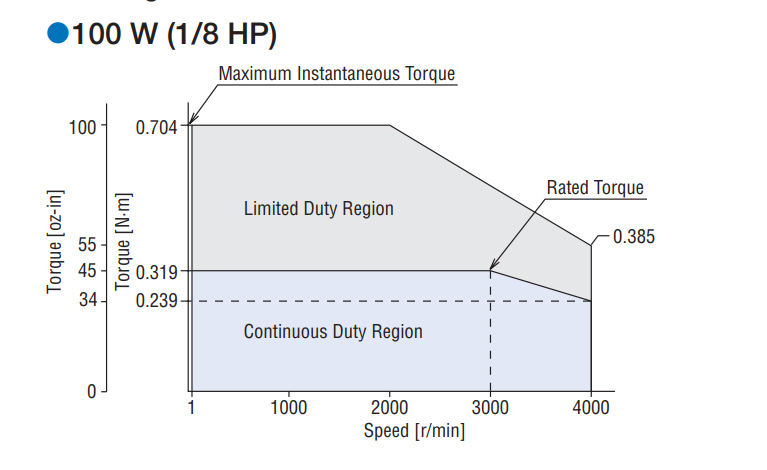 100 W (1/8 HP)
Maximum Instantaneous Torque
100
0.704
Rated Torque
Limited Duty Region
0.385
55
45
0.319
34
0.239
Continuous Duty Region
0
Torque [oz-in]
Torque [N·m]
1 1000 2000 3000 4000
Speed [r/min]